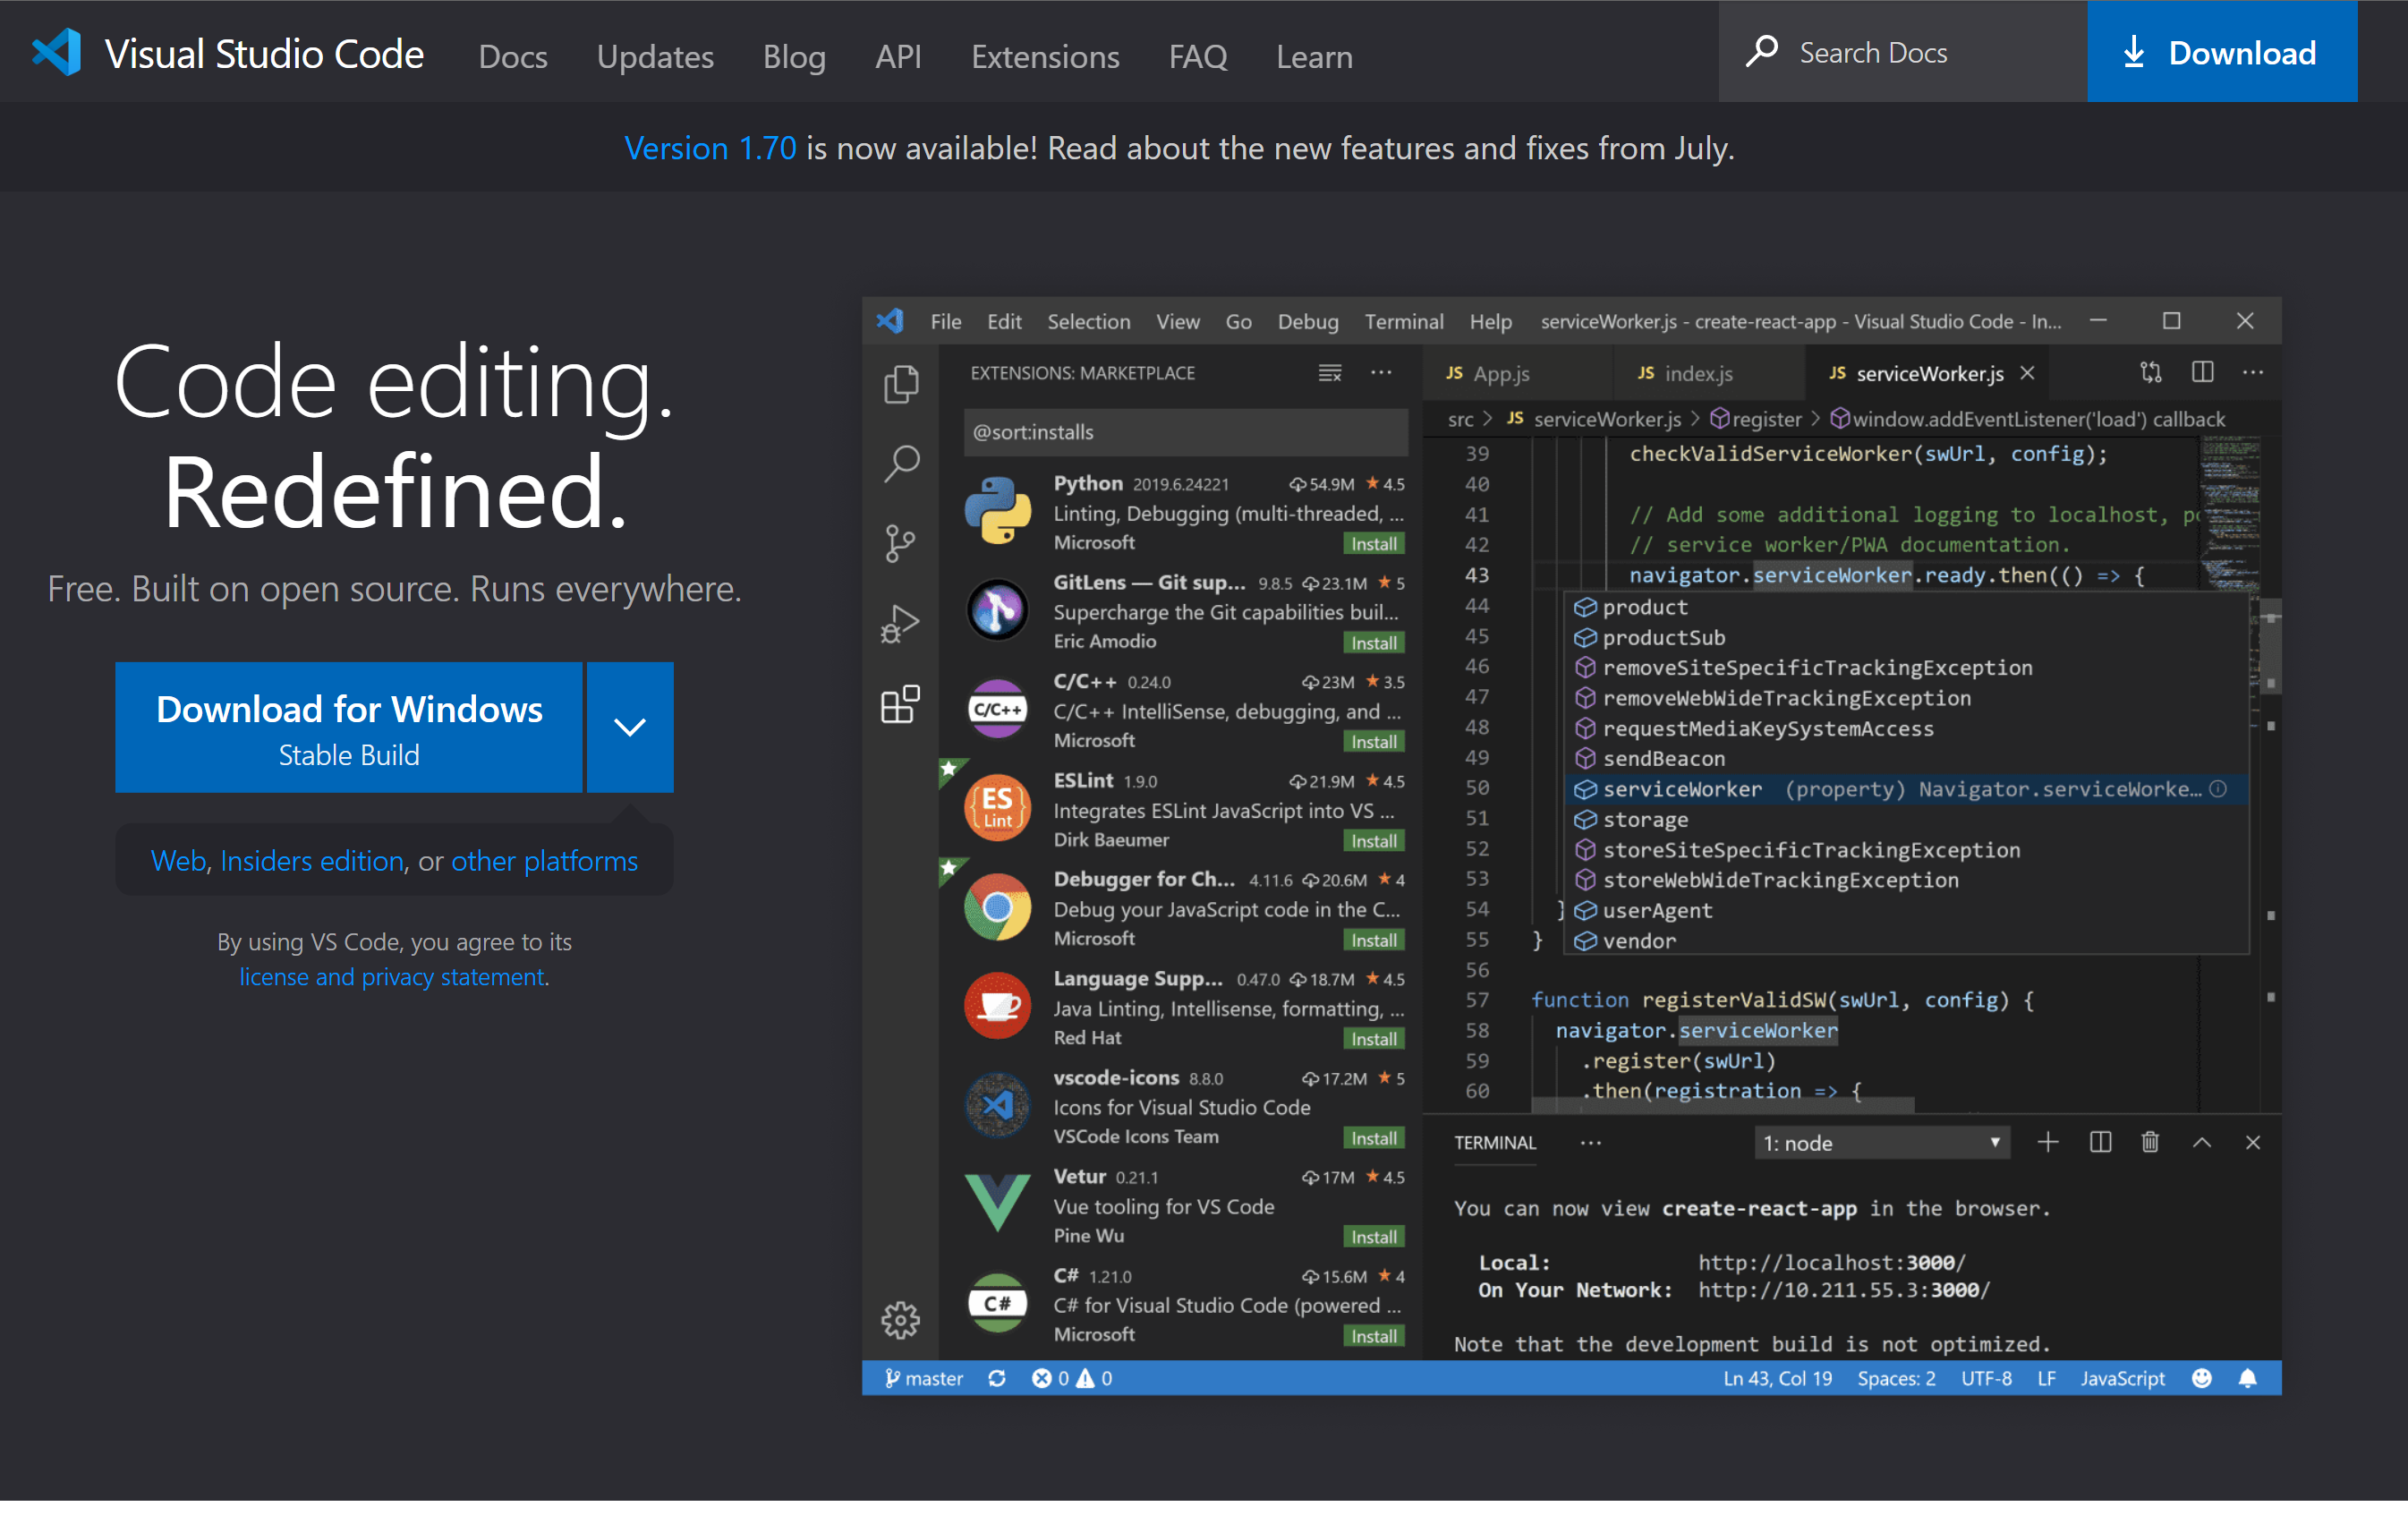 Visual Studio Code Docs Updates Blog API Extensions FAQ Learn Search Docs Download
Version 1.70 is now available! Read about the new features and fixes from July.
Code editing.
Redefined.
Free. Built on open source. Runs everywhere.
Download for Windows
Stable Build
Web, Insiders edition, or other platforms
By using VS Code, you agree to its
license and privacy statement.
File Edit Selection View Go Debug Terminal Help serviceWorker.js - create-react-app - Visual Studio Code - In...
EXTENSIONS: MARKETPLACE
@sort:installs
Python 2019.6.24221 54.9M 4.5
Linting, Debugging (multi-threaded, ...
Microsoft Install
GitLens — Git sup... 9.8.5 23.1M 5
Supercharge the Git capabilities buil...
Eric Amodio Install
C/C++
C/C++ 0.24.0 23M 3.5
C/C++ IntelliSense, debugging, and ...
Microsoft Install
ES
Lint
ESLint 1.9.0 21.9M 4.5
Integrates ESLint JavaScript into VS ...
Dirk Baeumer Install
Debugger for Ch... 4.11.6 20.6M 4
Debug your JavaScript code in the C...
Microsoft Install
Language Supp... 0.47.0 18.7M 4.5
Java Linting, Intellisense, formatting, ...
Red Hat Install
vscode-icons 8.8.0 17.2M 5
Icons for Visual Studio Code
VSCode Icons Team Install
Vetur 0.21.1 17M 4.5
Vue tooling for VS Code
Pine Wu Install
C#
C# 1.21.0 15.6M 4
C# for Visual Studio Code (powered ...
Microsoft Install
JS App.js JS index.js JS serviceWorker.js
src > JS serviceWorker.js > register > window.addEventListener('load') callback
39 checkValidServiceWorker(swUrl, config);
40
41 // Add some additional logging to localhost, p
42 // service worker/PWA documentation.
43 navigator.serviceWorker.ready.then(() => {
44 product
45 productSub
46 removeSiteSpecificTrackingException
47 removeWebWideTrackingException
48 requestMediaKeySystemAccess
49 sendBeacon
50 serviceWorker (property) Navigator.serviceWorke...
51 storage
52 storeSiteSpecificTrackingException
53 storeWebWideTrackingException
54 } userAgent
55 } vendor
56
57 function registerValidSW(swUrl, config) {
58 navigator.serviceWorker
59 .register(swUrl)
60 .then(registration => {
TERMINAL ... 1: node
You can now view create-react-app in the browser.
Local: http://localhost:3000/
On Your Network: http://10.211.55.3:3000/
Note that the development build is not optimized.
master 0 0 Ln 43, Col 19 Spaces: 2 UTF-8 LF JavaScript